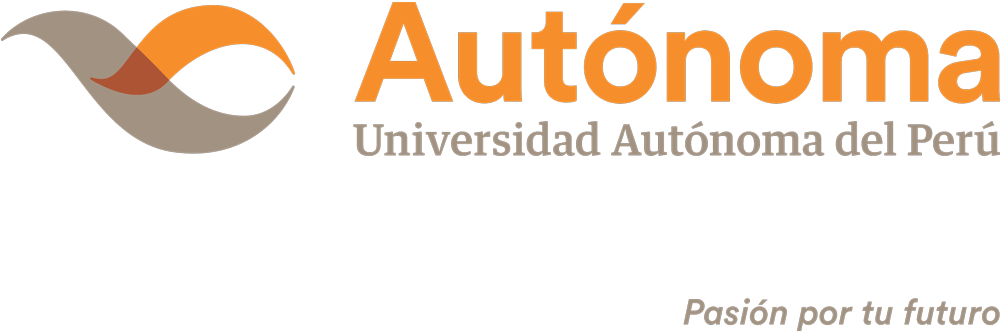 Autónoma
Universidad Autónoma del Perú
Pasión por tu futuro